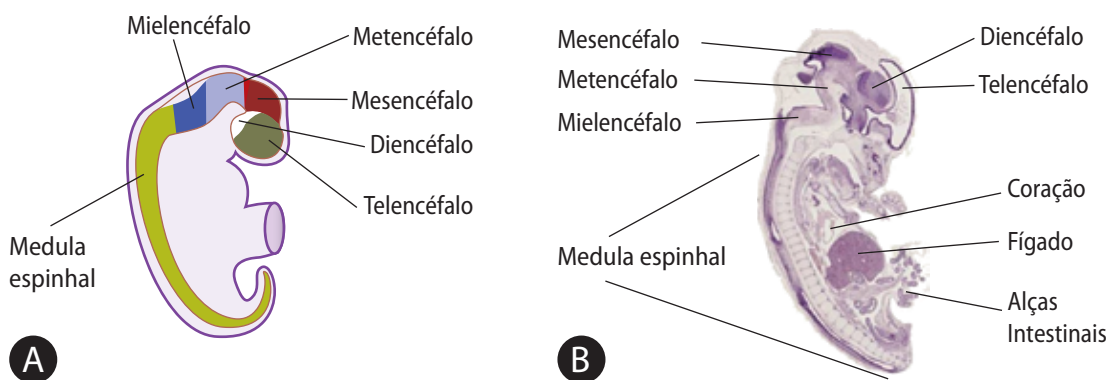 Mielencéfalo
Metencéfalo
Mesencéfalo
Diencéfalo
Telencéfalo
Medula
espinhal
A
Mesencéfalo
Metencéfalo
Mielencéfalo
Medula espinhal
Diencéfalo
Telencéfalo
Coração
Fígado
Alças
Intestinais
B